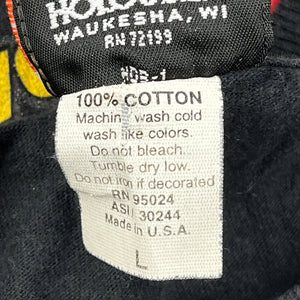 WAUKESHA, WI
RN 72199
100% COTTON
Machine wash cold
wash like colors.
Do not bleach.
Tumble dry low.
Do not iron if decorated
RN 95024
ASI 30244
Made in U.S.A.
L